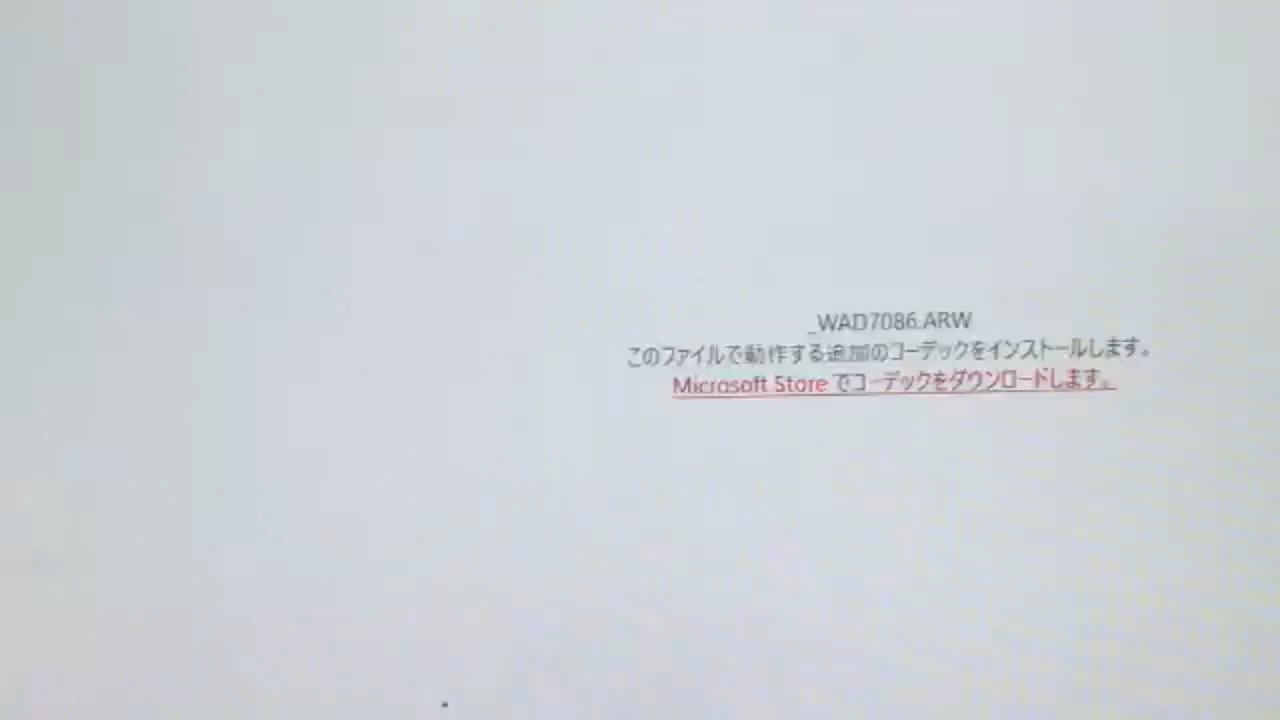 _WAD7086.ARW
このファイルで動作する追加のコーデックをインストールします。
Microsoft Store でコーデックをダウンロードします。